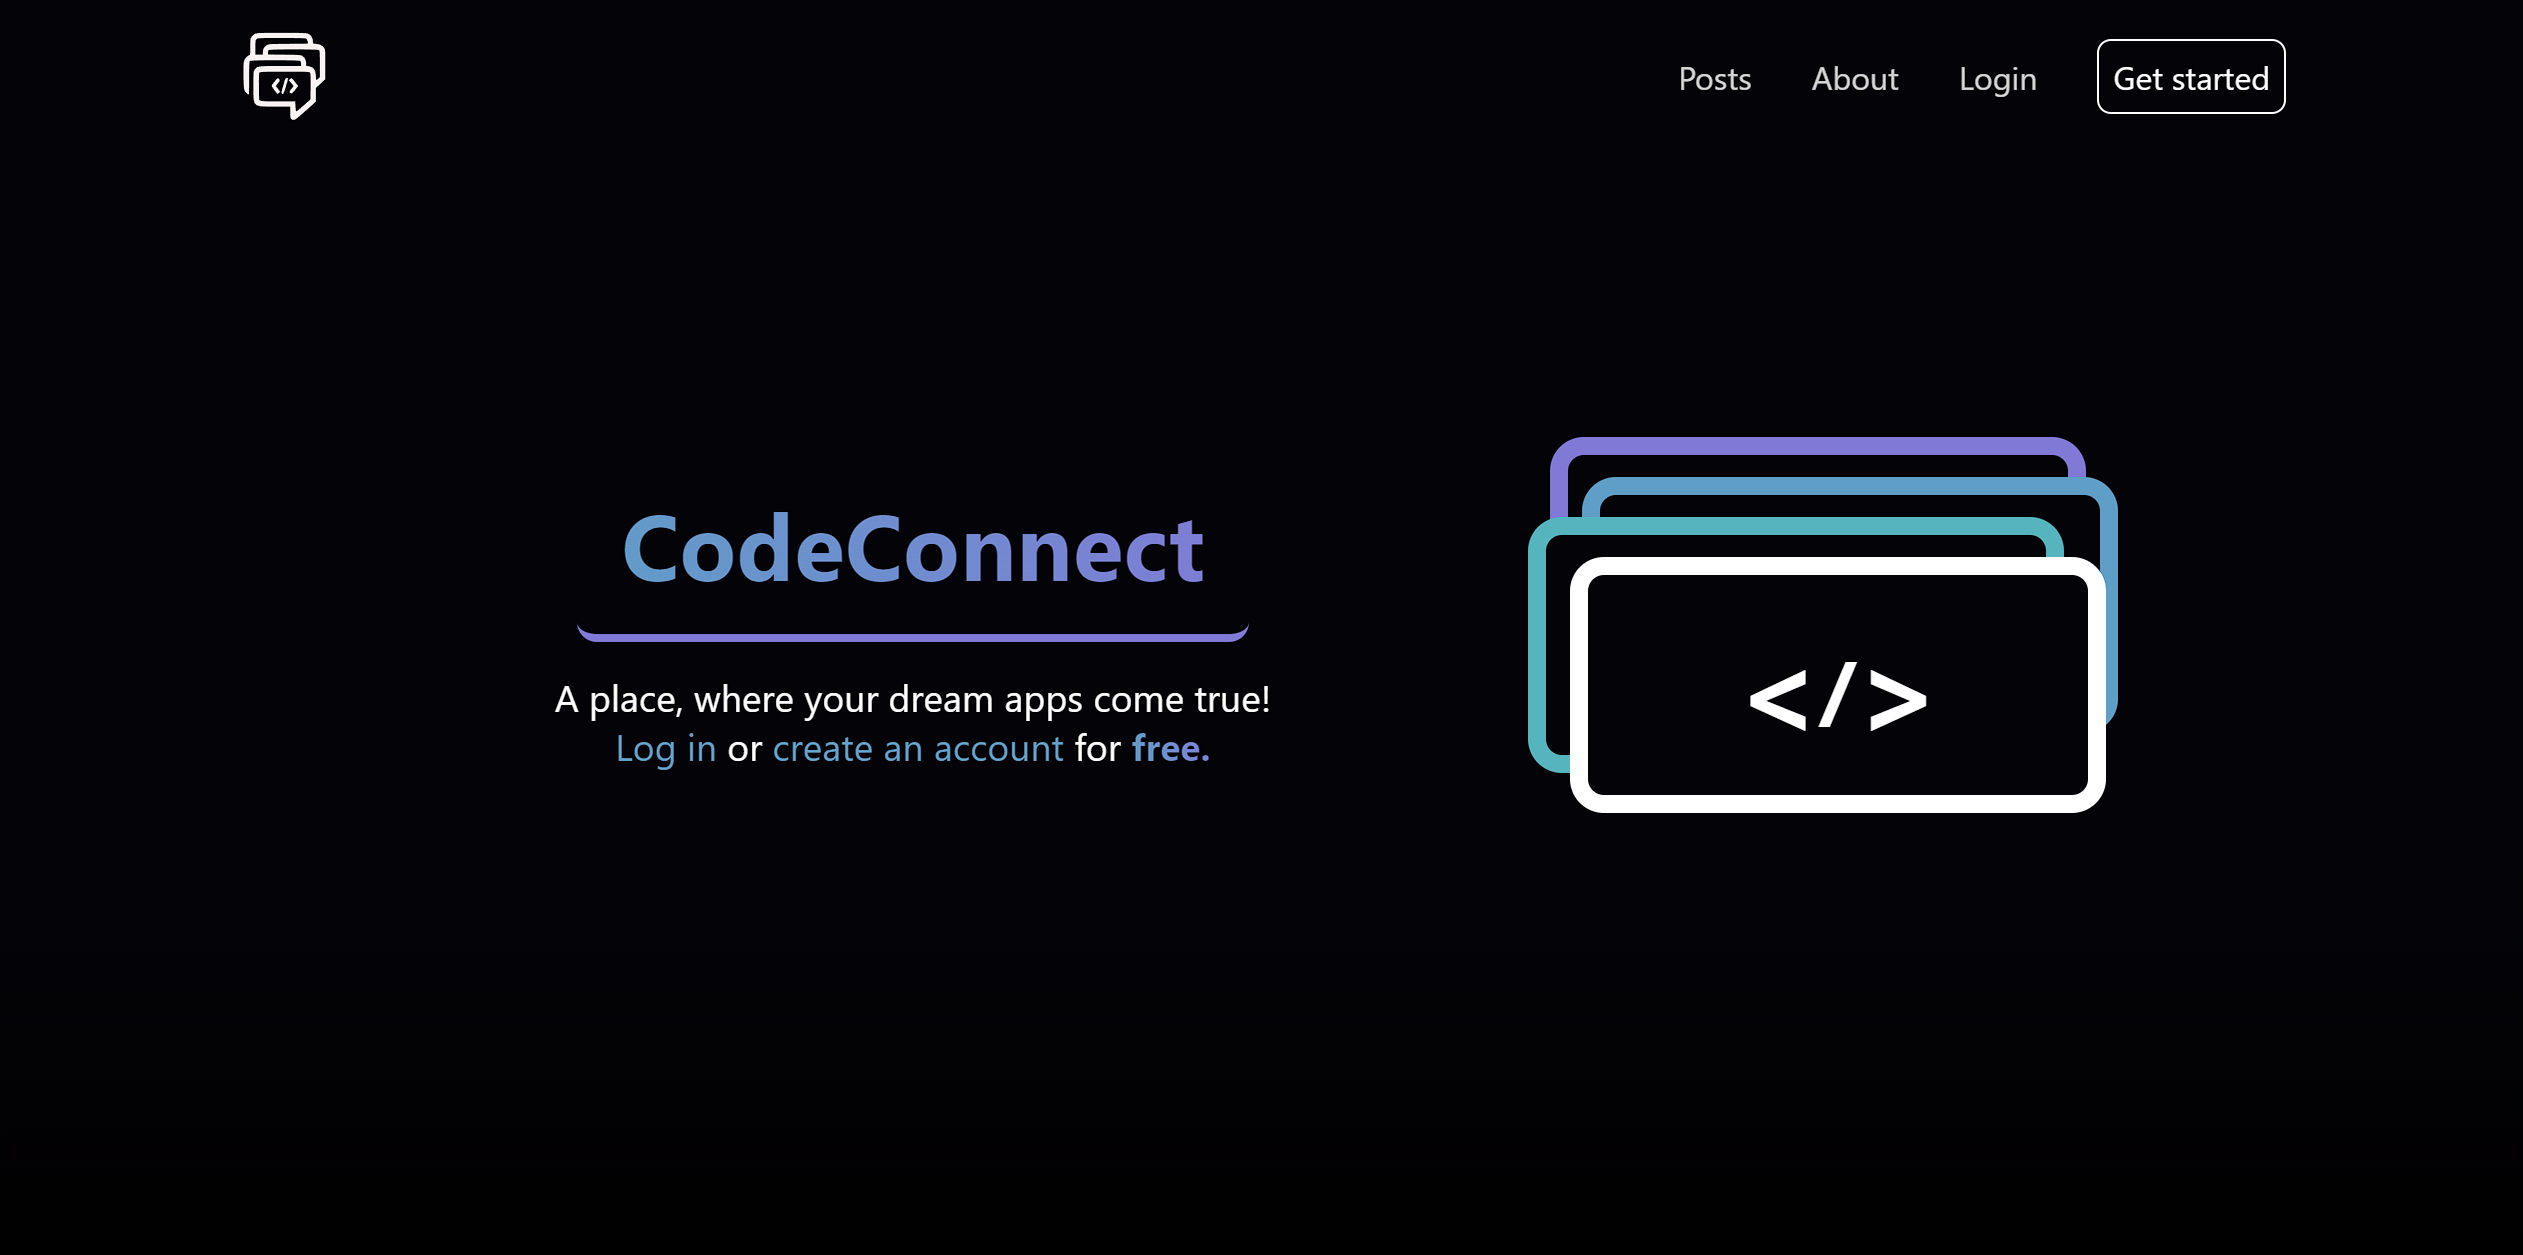 </>
Posts
About
Login
Get started
CodeConnect
A place, where your dream apps come true!
Log in or create an account for free.
</>